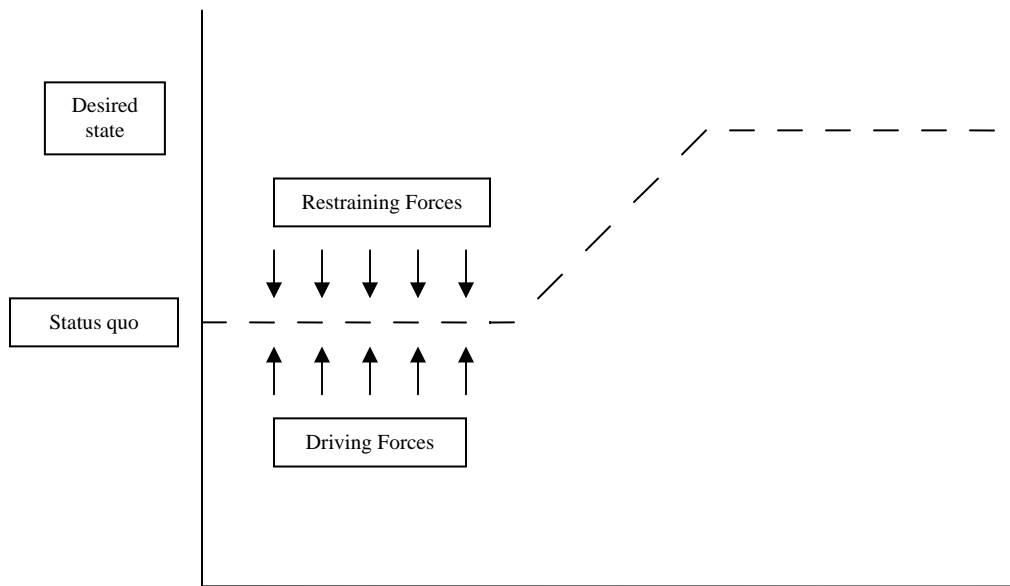 Desired
state
Restraining Forces
Status quo
Driving Forces